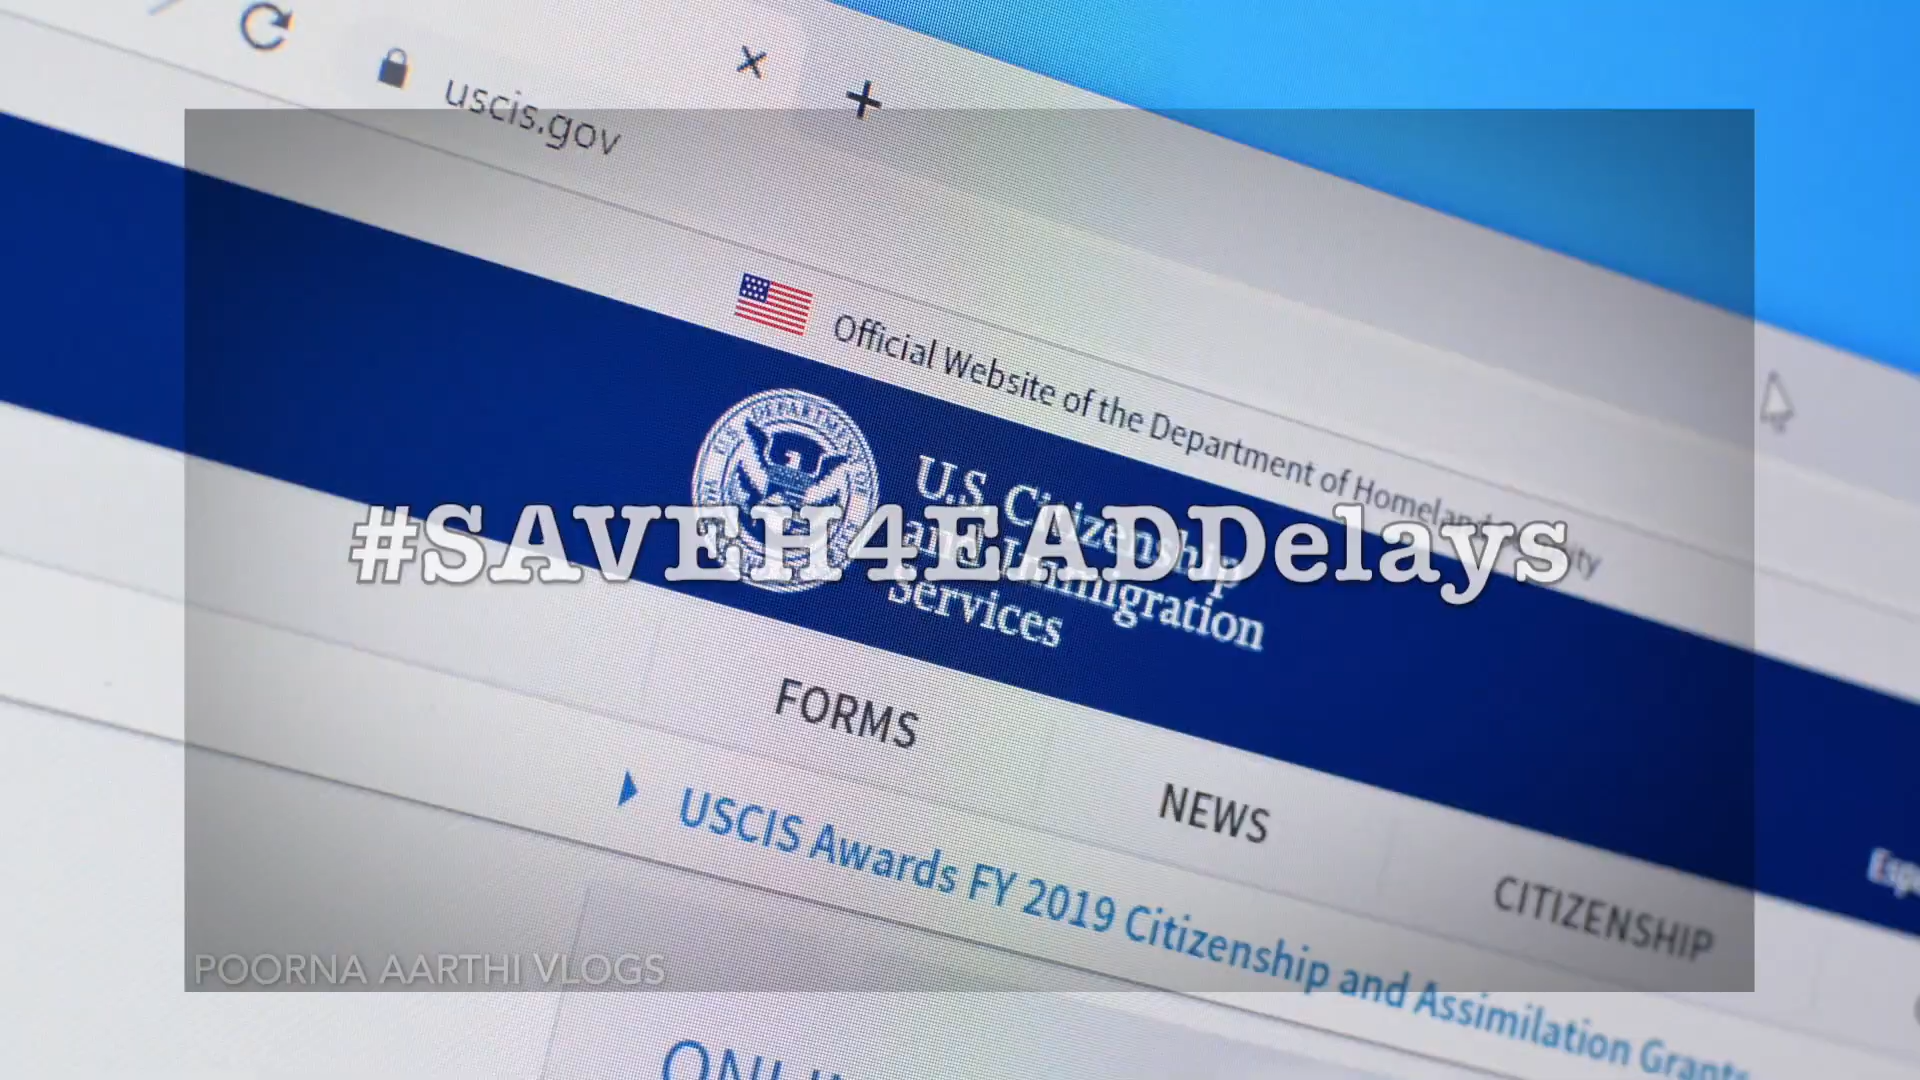 uscis.gov
Official Website of the Department of Homeland
U.S. Citizenship
and Immigration
Services
#SAVEH4EADDelays
FORMS
NEWS
CITIZENSHIP
USCIS Awards FY 2019 Citizenship and Assimilation Grants
POORNA AARTHI VLOGS